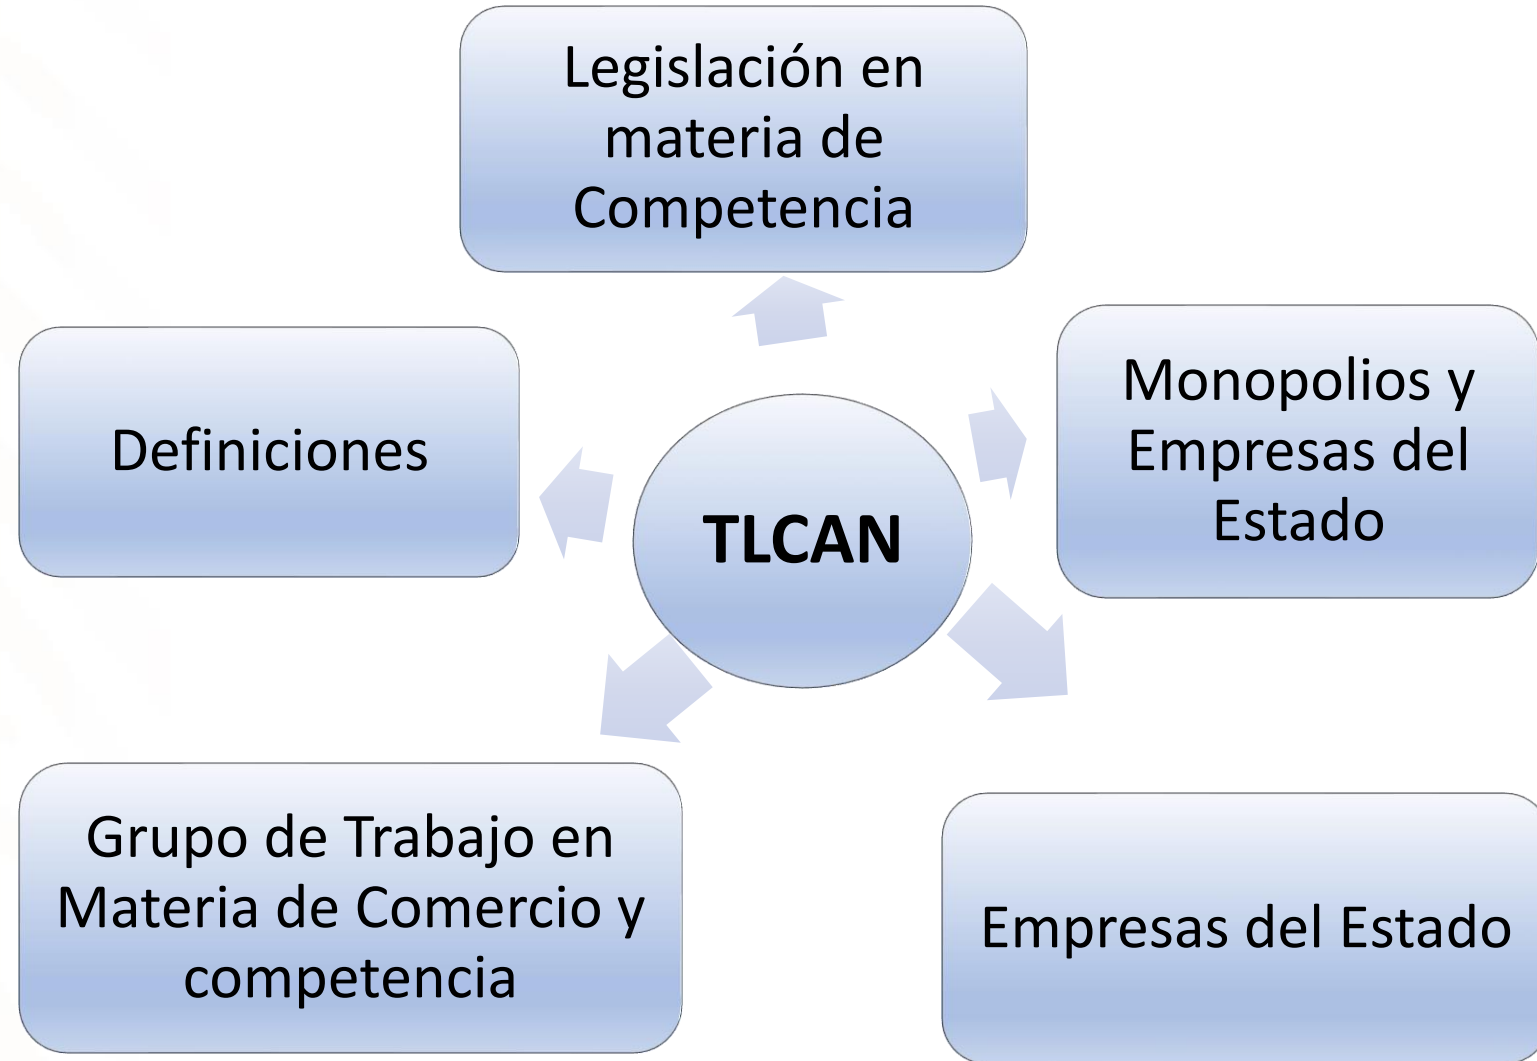 Legislación en
materia de
Competencia
Monopolios y
Empresas del
Estado
Definiciones
TLCAN
Grupo de Trabajo en
Materia de Comercio y
competencia
Empresas del Estado